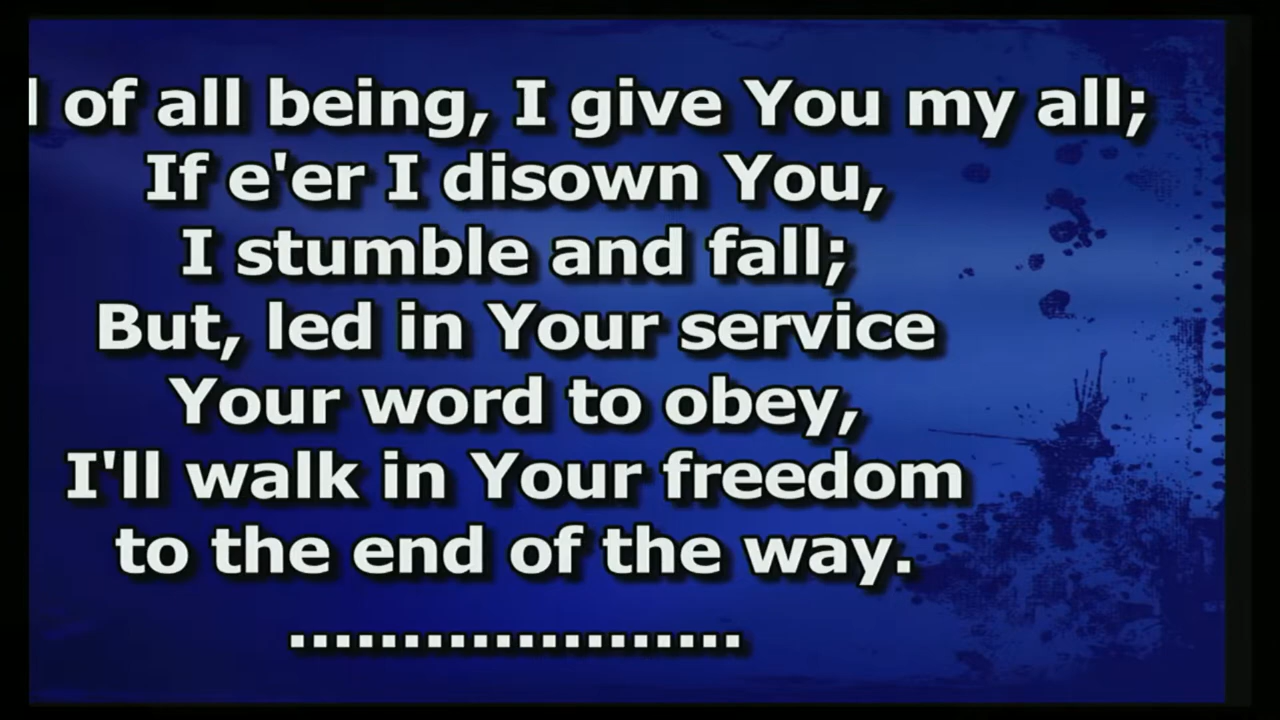 of all being, I give You my all;
If e'er I disown You,
I stumble and fall;
But, led in Your service
Your word to obey,
I'll walk in Your freedom
to the end of the way.
....................